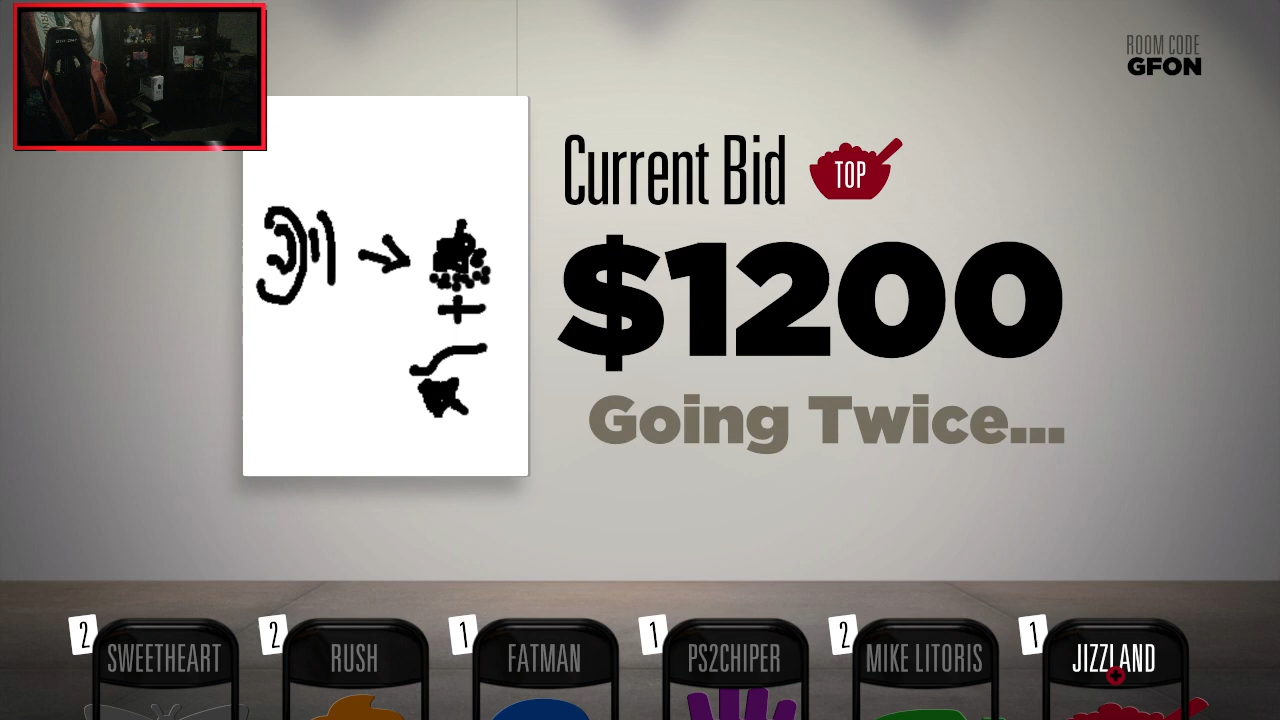 ROOM CODE
GFON
Current Bid
TOP
$1200
Going Twice...
2 SWEETHEART
2 RUSH
1 FATMAN
1 PS2CHIPER
2 MIKE LITORIS
1 JIZZLAND